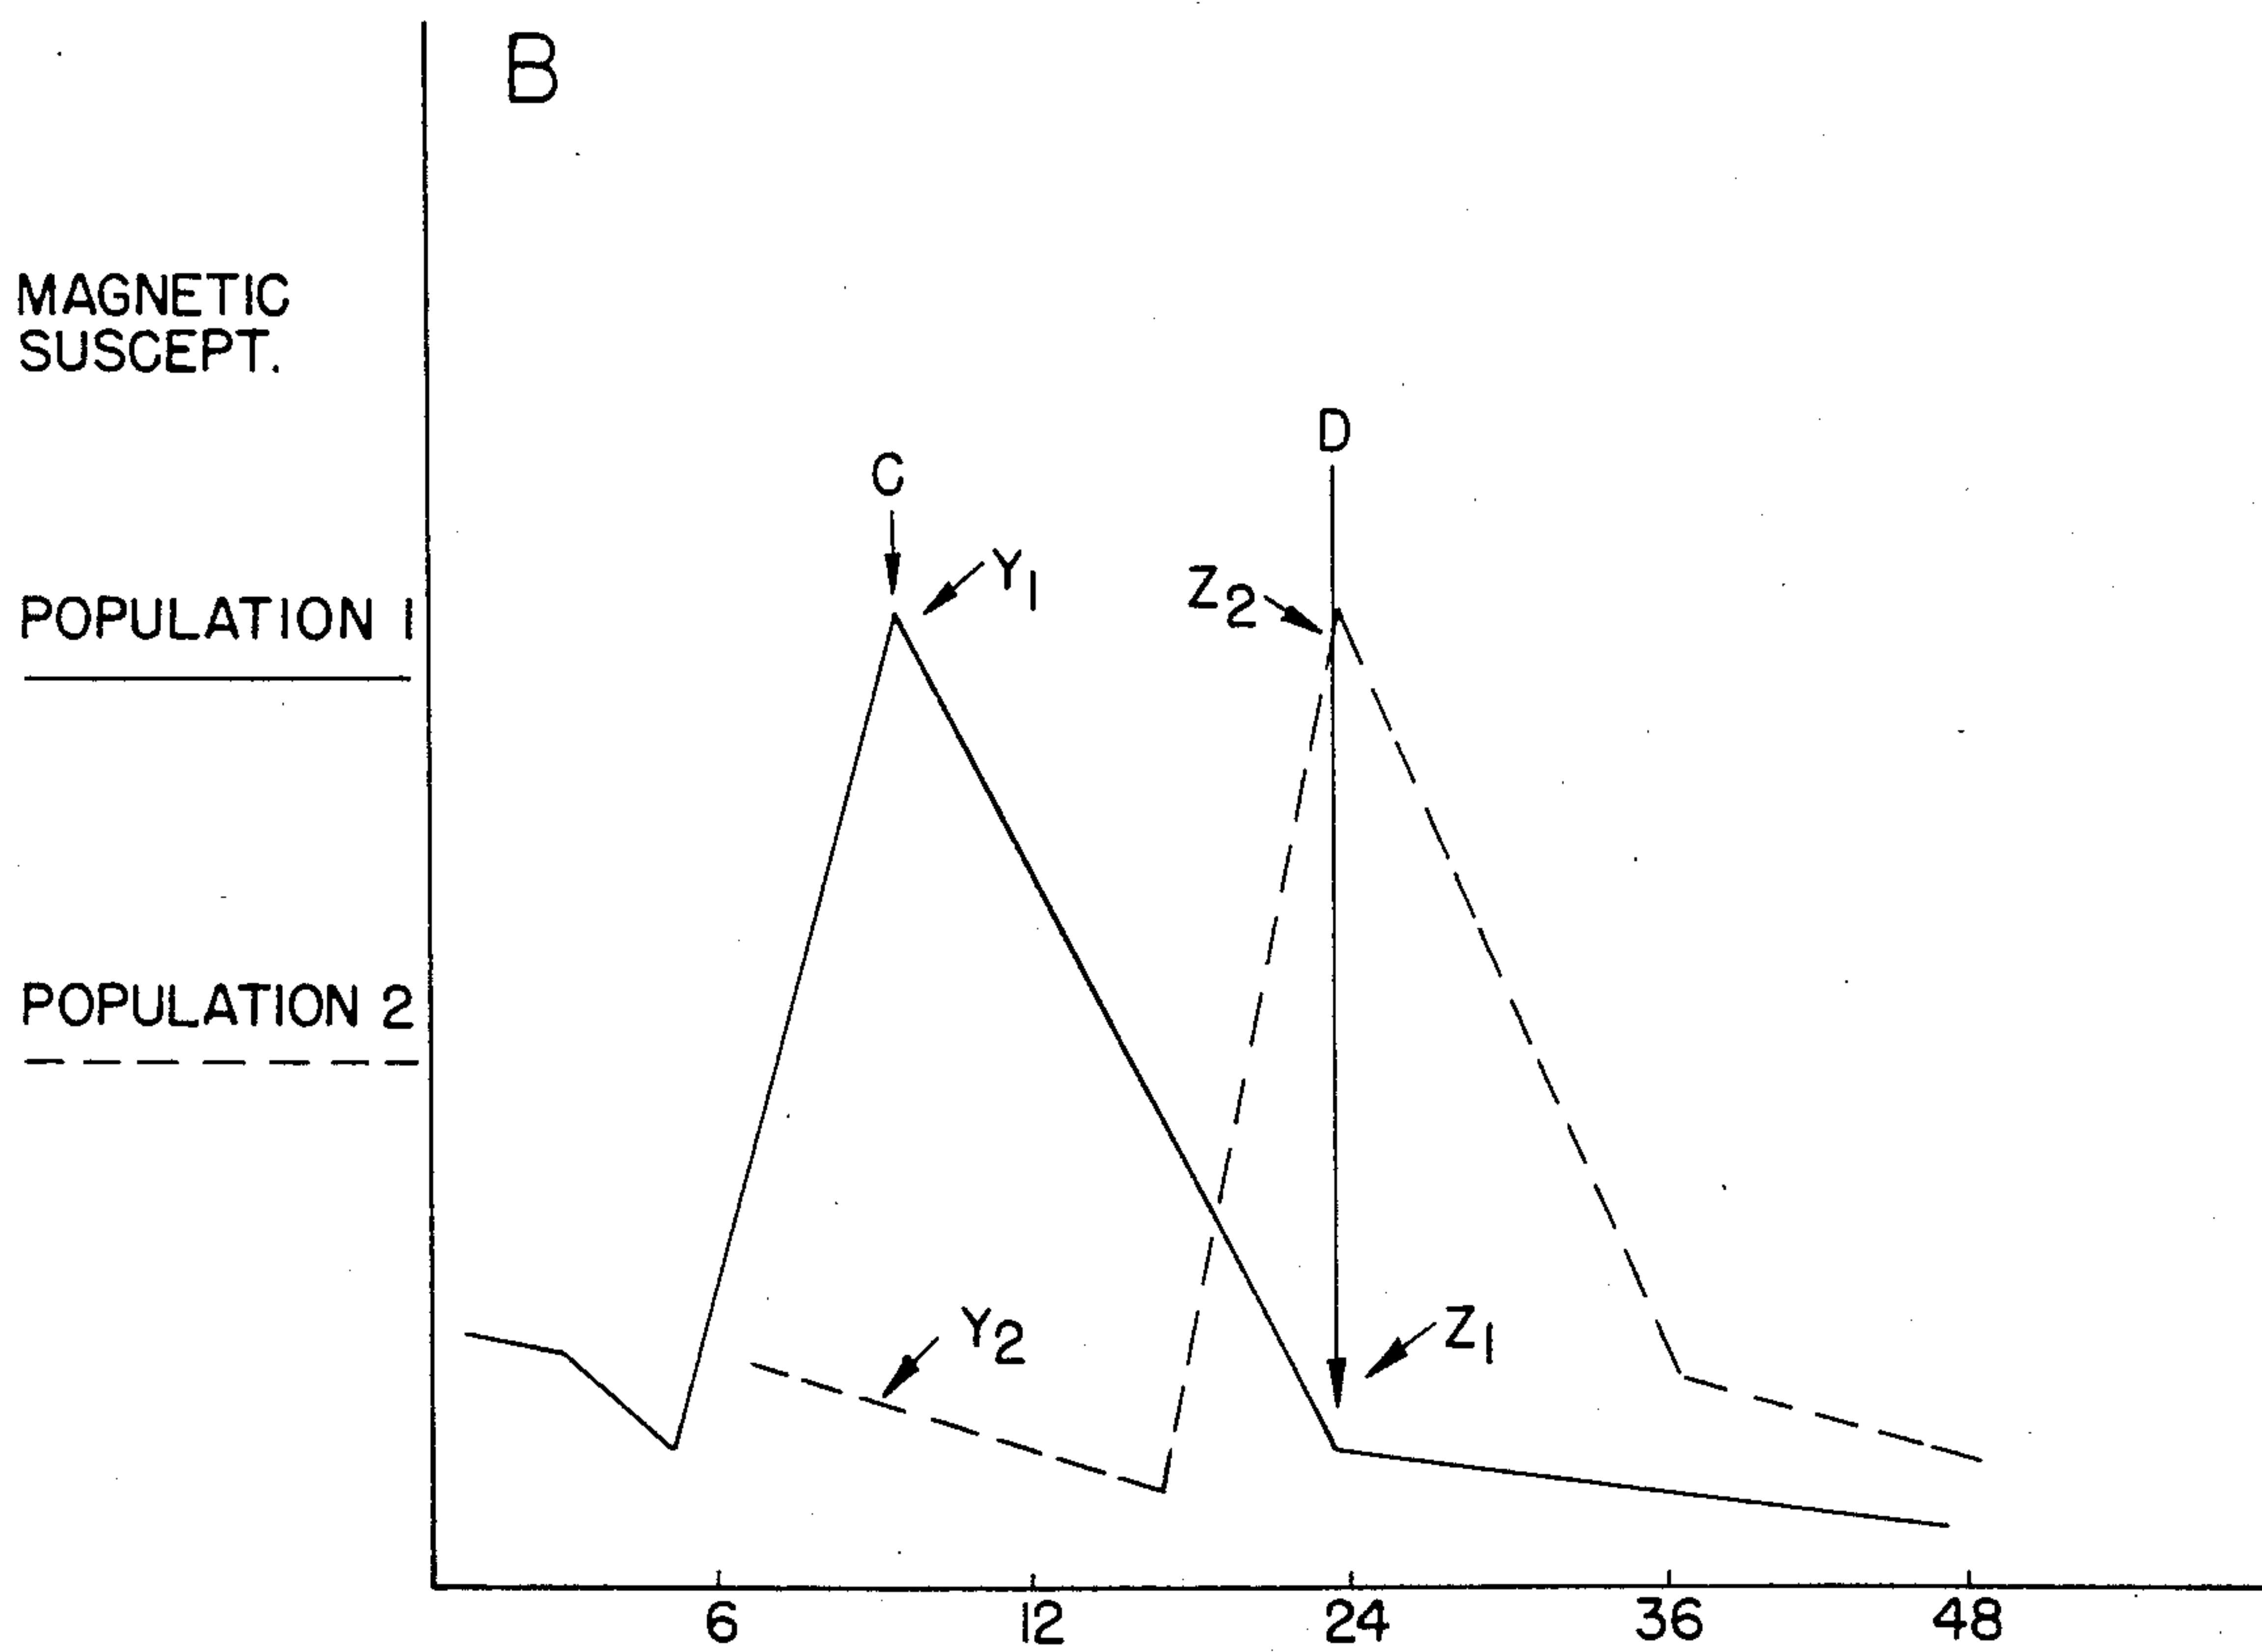 B
MAGNETIC
SUSCEPT.
D
C
Y1
Z2
POPULATION 1
POPULATION 2
Y2
Z1
6 12 24 36 48